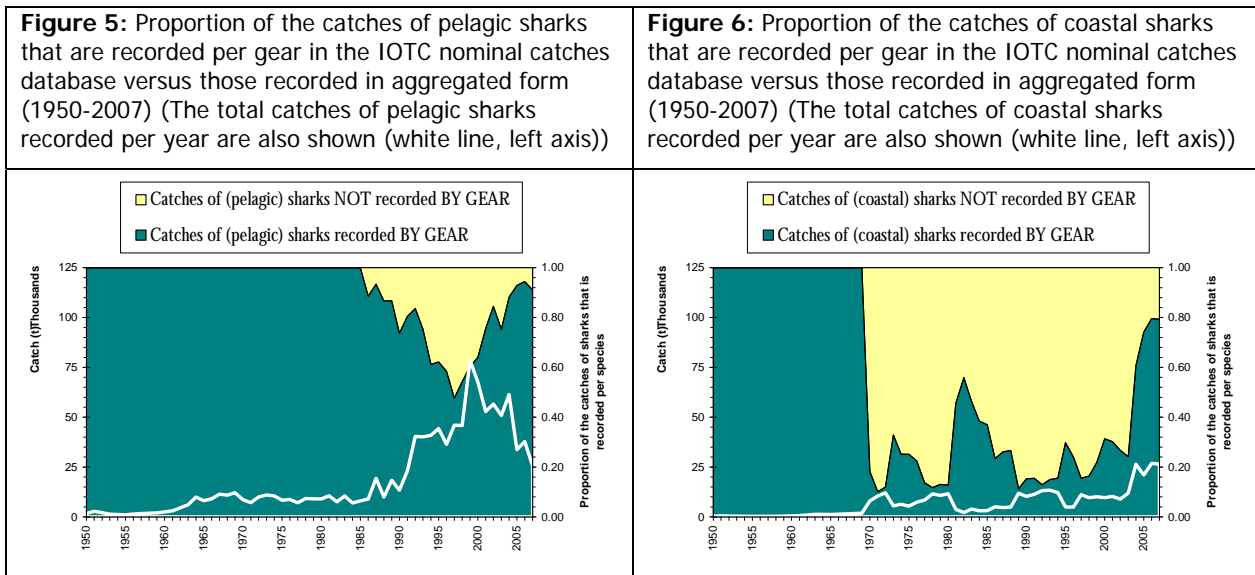 Figure 5: Proportion of the catches of pelagic sharks
that are recorded per gear in the IOTC nominal catches
database versus those recorded in aggregated form
(1950-2007) (The total catches of pelagic sharks
recorded per year are also shown (white line, left axis))
Figure 6: Proportion of the catches of coastal sharks
that are recorded per gear in the IOTC nominal catches
database versus those recorded in aggregated form
(1950-2007) (The total catches of coastal sharks
recorded per year are also shown (white line, left axis))
Catches of (pelagic) sharks NOT recorded BY GEAR
Catches of (pelagic) sharks recorded BY GEAR
Catch (t)Thousands
125
100
75
50
25
0
1.00
0.80
0.60
0.40
0.20
0.00
Proportion of the catches of sharks that is
recorded per species
1950
1955
1960
1965
1970
1975
1980
1985
1990
1995
2000
2005
Catches of (coastal) sharks NOT recorded BY GEAR
Catches of (coastal) sharks recorded BY GEAR
Catch (t)Thousands
125
100
75
50
25
0
1.00
0.80
0.60
0.40
0.20
0.00
Proportion of the catches of sharks that is
recorded per species
1950
1955
1960
1965
1970
1975
1980
1985
1990
1995
2000
2005